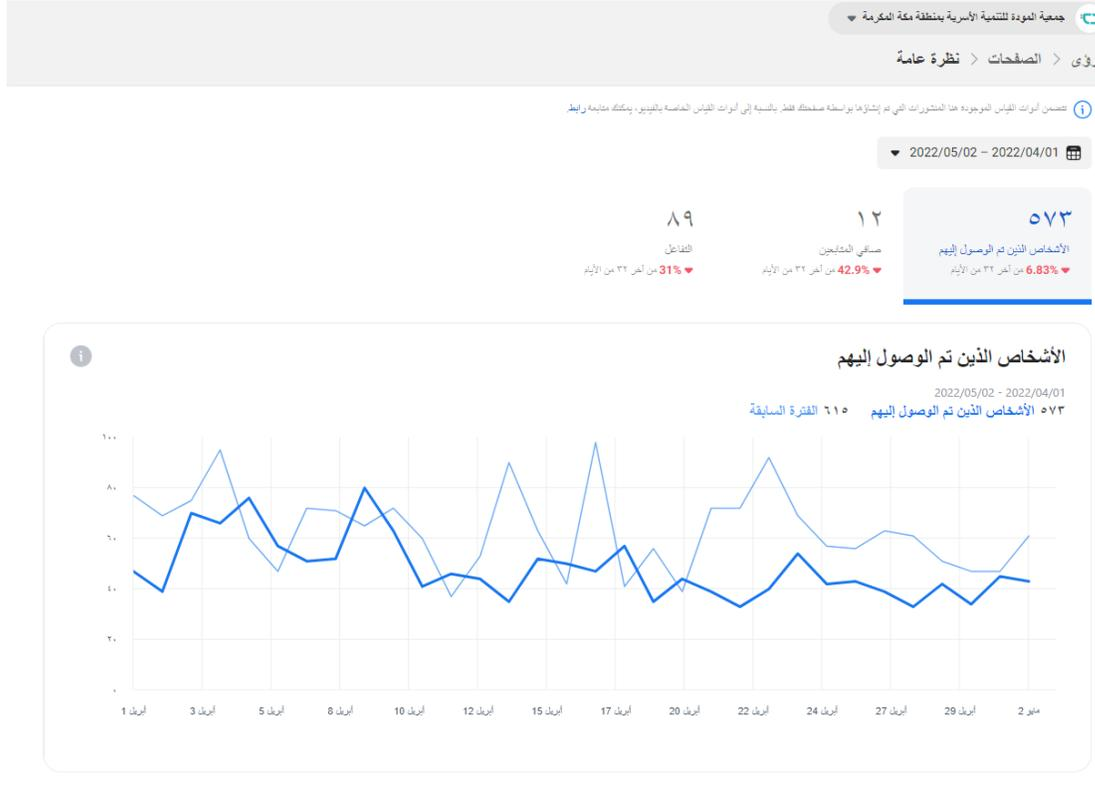 جمعية المودة للتنمية الأسرية بمنطقة مكة المكرمة
رؤى > الصفحات > نظرة عامة
تتضمن أدوات القياس الموجودة هنا المنشورات التي تم إنشاؤها بواسطة صفحتك فقط. بالنسبة إلى أدوات القياس الخاصة بالفيديو، يمكنك متابعة رابط.
2022/04/01 – 2022/05/02
٥٧٣
الأشخاص الذين تم الوصول إليهم
6.83% من آخر ٣٢ من الأيام
١٢
صافي المتابعين
42.9% من آخر ٣٢ من الأيام
٨٩
التفاعل
31% من آخر ٣٢ من الأيام
الأشخاص الذين تم الوصول إليهم
2022/04/01 - 2022/05/02
٥٧٣ الأشخاص الذين تم الوصول إليهم ٦١٥ الفترة السابقة
١٠٠
٨٠
٦٠
٤٠
٢٠
٠
أبريل 1 أبريل 3 أبريل 5 أبريل 8 أبريل 10 أبريل 12 أبريل 15 أبريل 17 أبريل 20 أبريل 22 أبريل 24 أبريل 27 أبريل 29 مايو 2